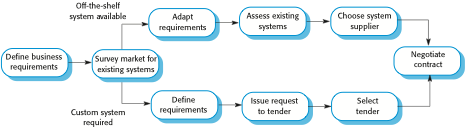 Off-the-shelf
system available
Adapt
requirements
Assess existing
systems
Choose system
supplier
Define business
requirements
Survey market for
existing systems
Negotiate
contract
Custom system
required
Define
requirements
Issue request
to tender
Select
tender